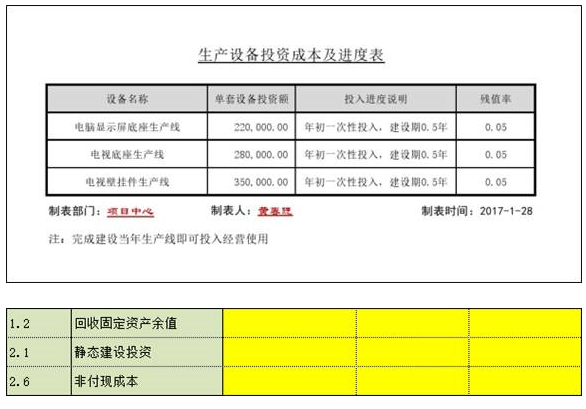 生产设备投资成本及进度表
设备名称 单套设备投资额 投入进度说明 残值率
电脑显示屏底座生产线 220,000.00 年初一次性投入，建设期0.5年 0.05
电视底座生产线 280,000.00 年初一次性投入，建设期0.5年 0.05
电视壁挂件生产线 350,000.00 年初一次性投入，建设期0.5年 0.05
制表部门：项目中心 制表人：黄 制表时间：2017-1-28
注：完成建设当年生产线即可投入经营使用
1.2 回收固定资产余值
2.1 静态建设投资
2.6 非付现成本